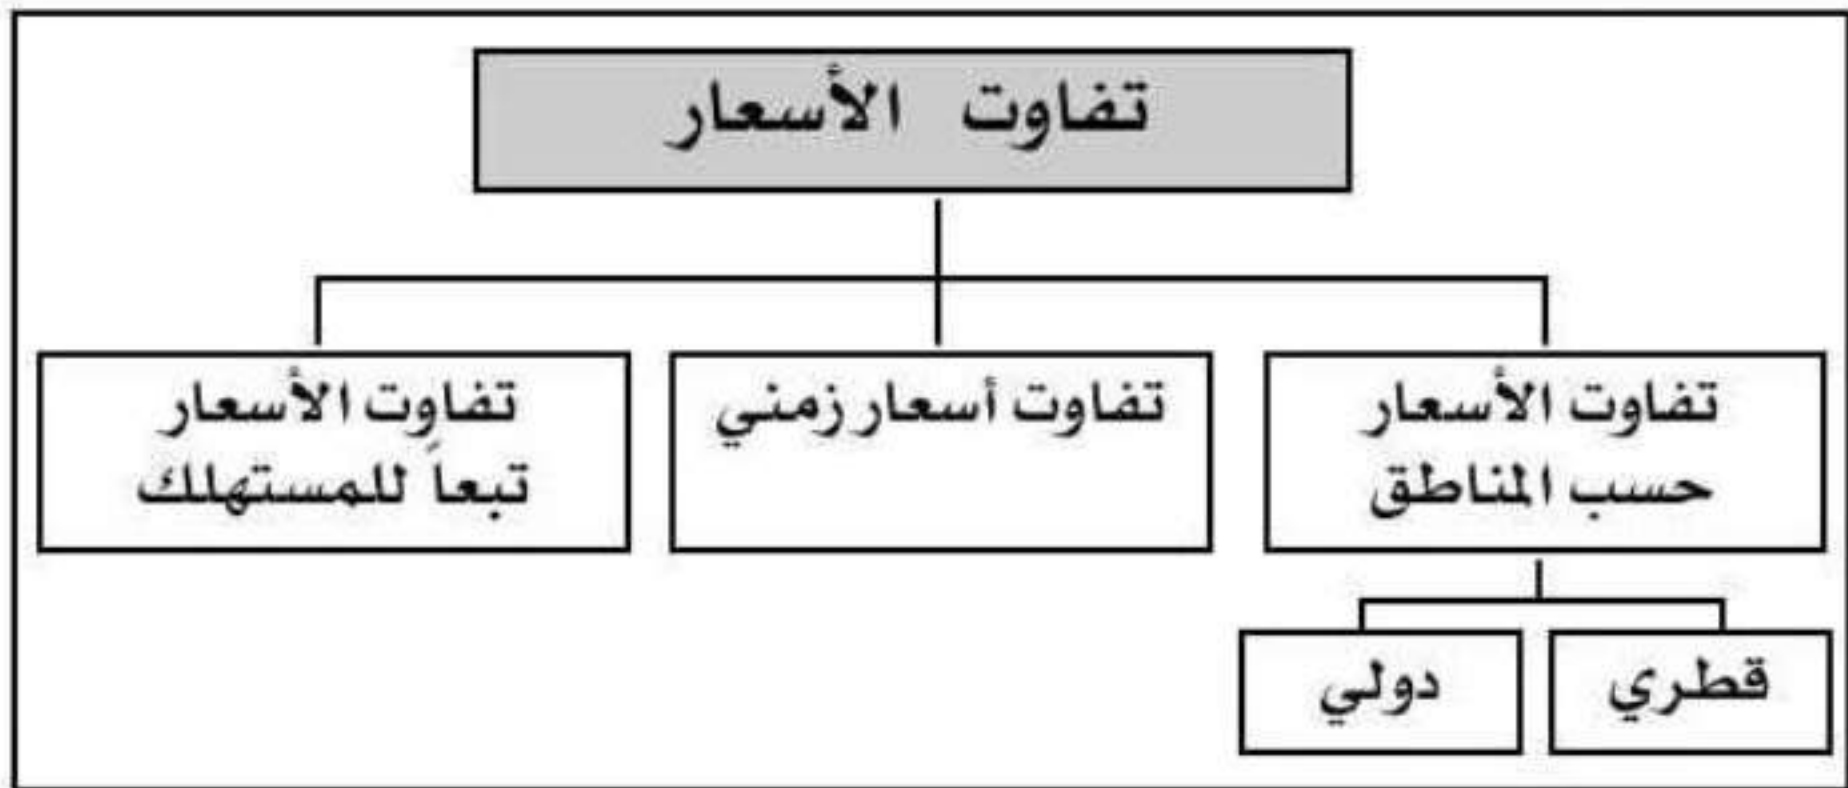 تفاوت الأسعار
تفاوت الأسعار
حسب المناطق
تفاوت أسعار زمني
تفاوت الأسعار
تبعاً للمستهلك
قطري
دولي